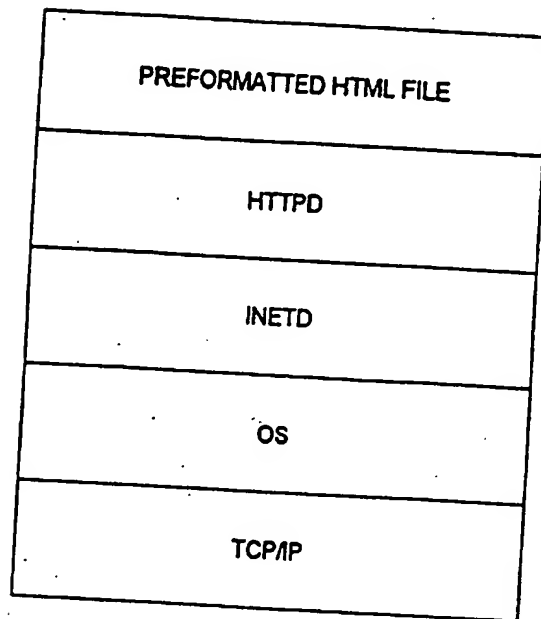 PREFORMATTED HTML FILE
HTTPD
INETD
OS
TCP/IP